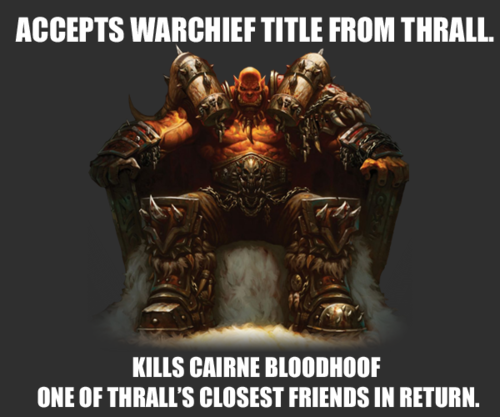 ACCEPTS WARCHIEF TITLE FROM THRALL.
KILLS CAIRNE BLOODHOOF
ONE OF THRALL'S CLOSEST FRIENDS IN RETURN.